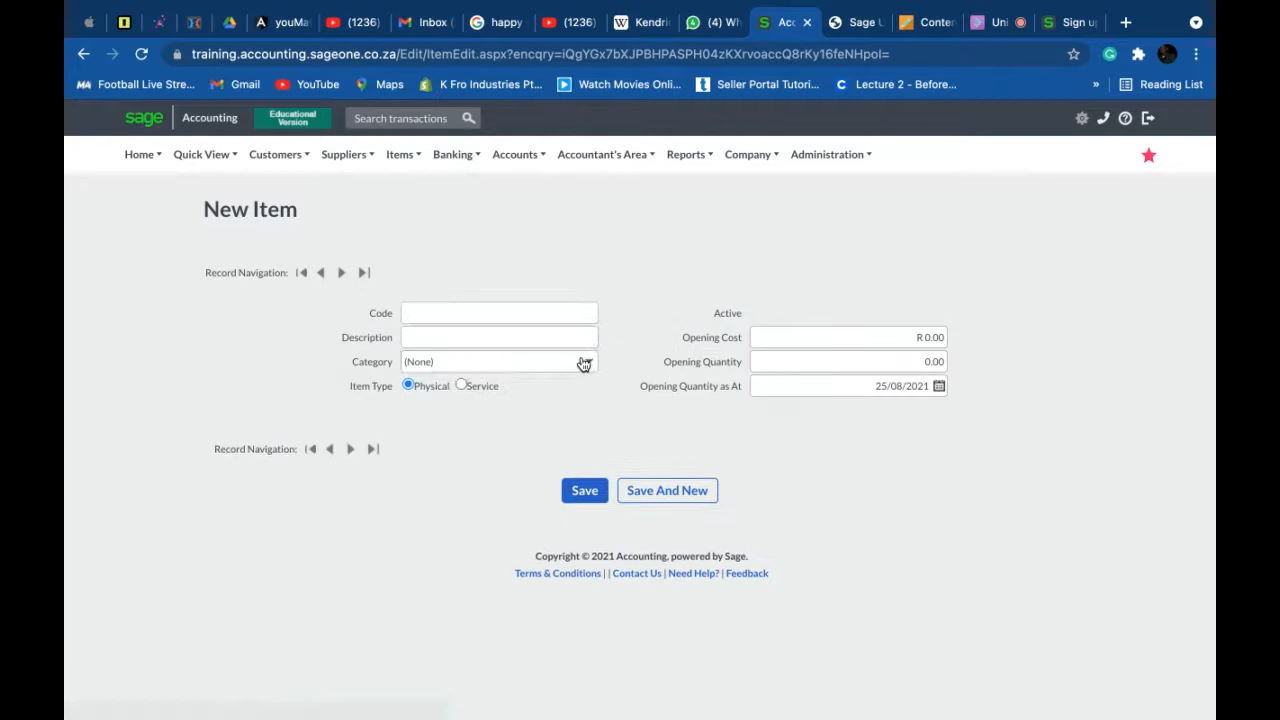 youMa
(1236)
Inbox (
happy
(1236)
Kendri
(4) Wh
Acc
Sage U
Conten
Uni
Sign up
training.accounting.sageone.co.za/Edit/ItemEdit.aspx?encqry=iQgYGx7bXJPBHPASPH04zKXrvoaccQ8rKy16feNHpoI=
Football Live Stre...
Gmail
YouTube
Maps
K Fro Industries Pt...
Watch Movies Onli...
Seller Portal Tutori...
Lecture 2 - Before...
»
Reading List
sage
Accounting
Educational
Version
Search transactions
Home
Quick View
Customers
Suppliers
Items
Banking
Accounts
Accountant's Area
Reports
Company
Administration
New Item
Record Navigation:
Code
Active
Description
Opening Cost
R 0.00
Category
(None)
Opening Quantity
0.00
Item Type
Physical
Service
Opening Quantity as At
25/08/2021
Record Navigation:
Save
Save And New
Copyright © 2021 Accounting, powered by Sage.
Terms & Conditions | | Contact Us | Need Help? | Feedback